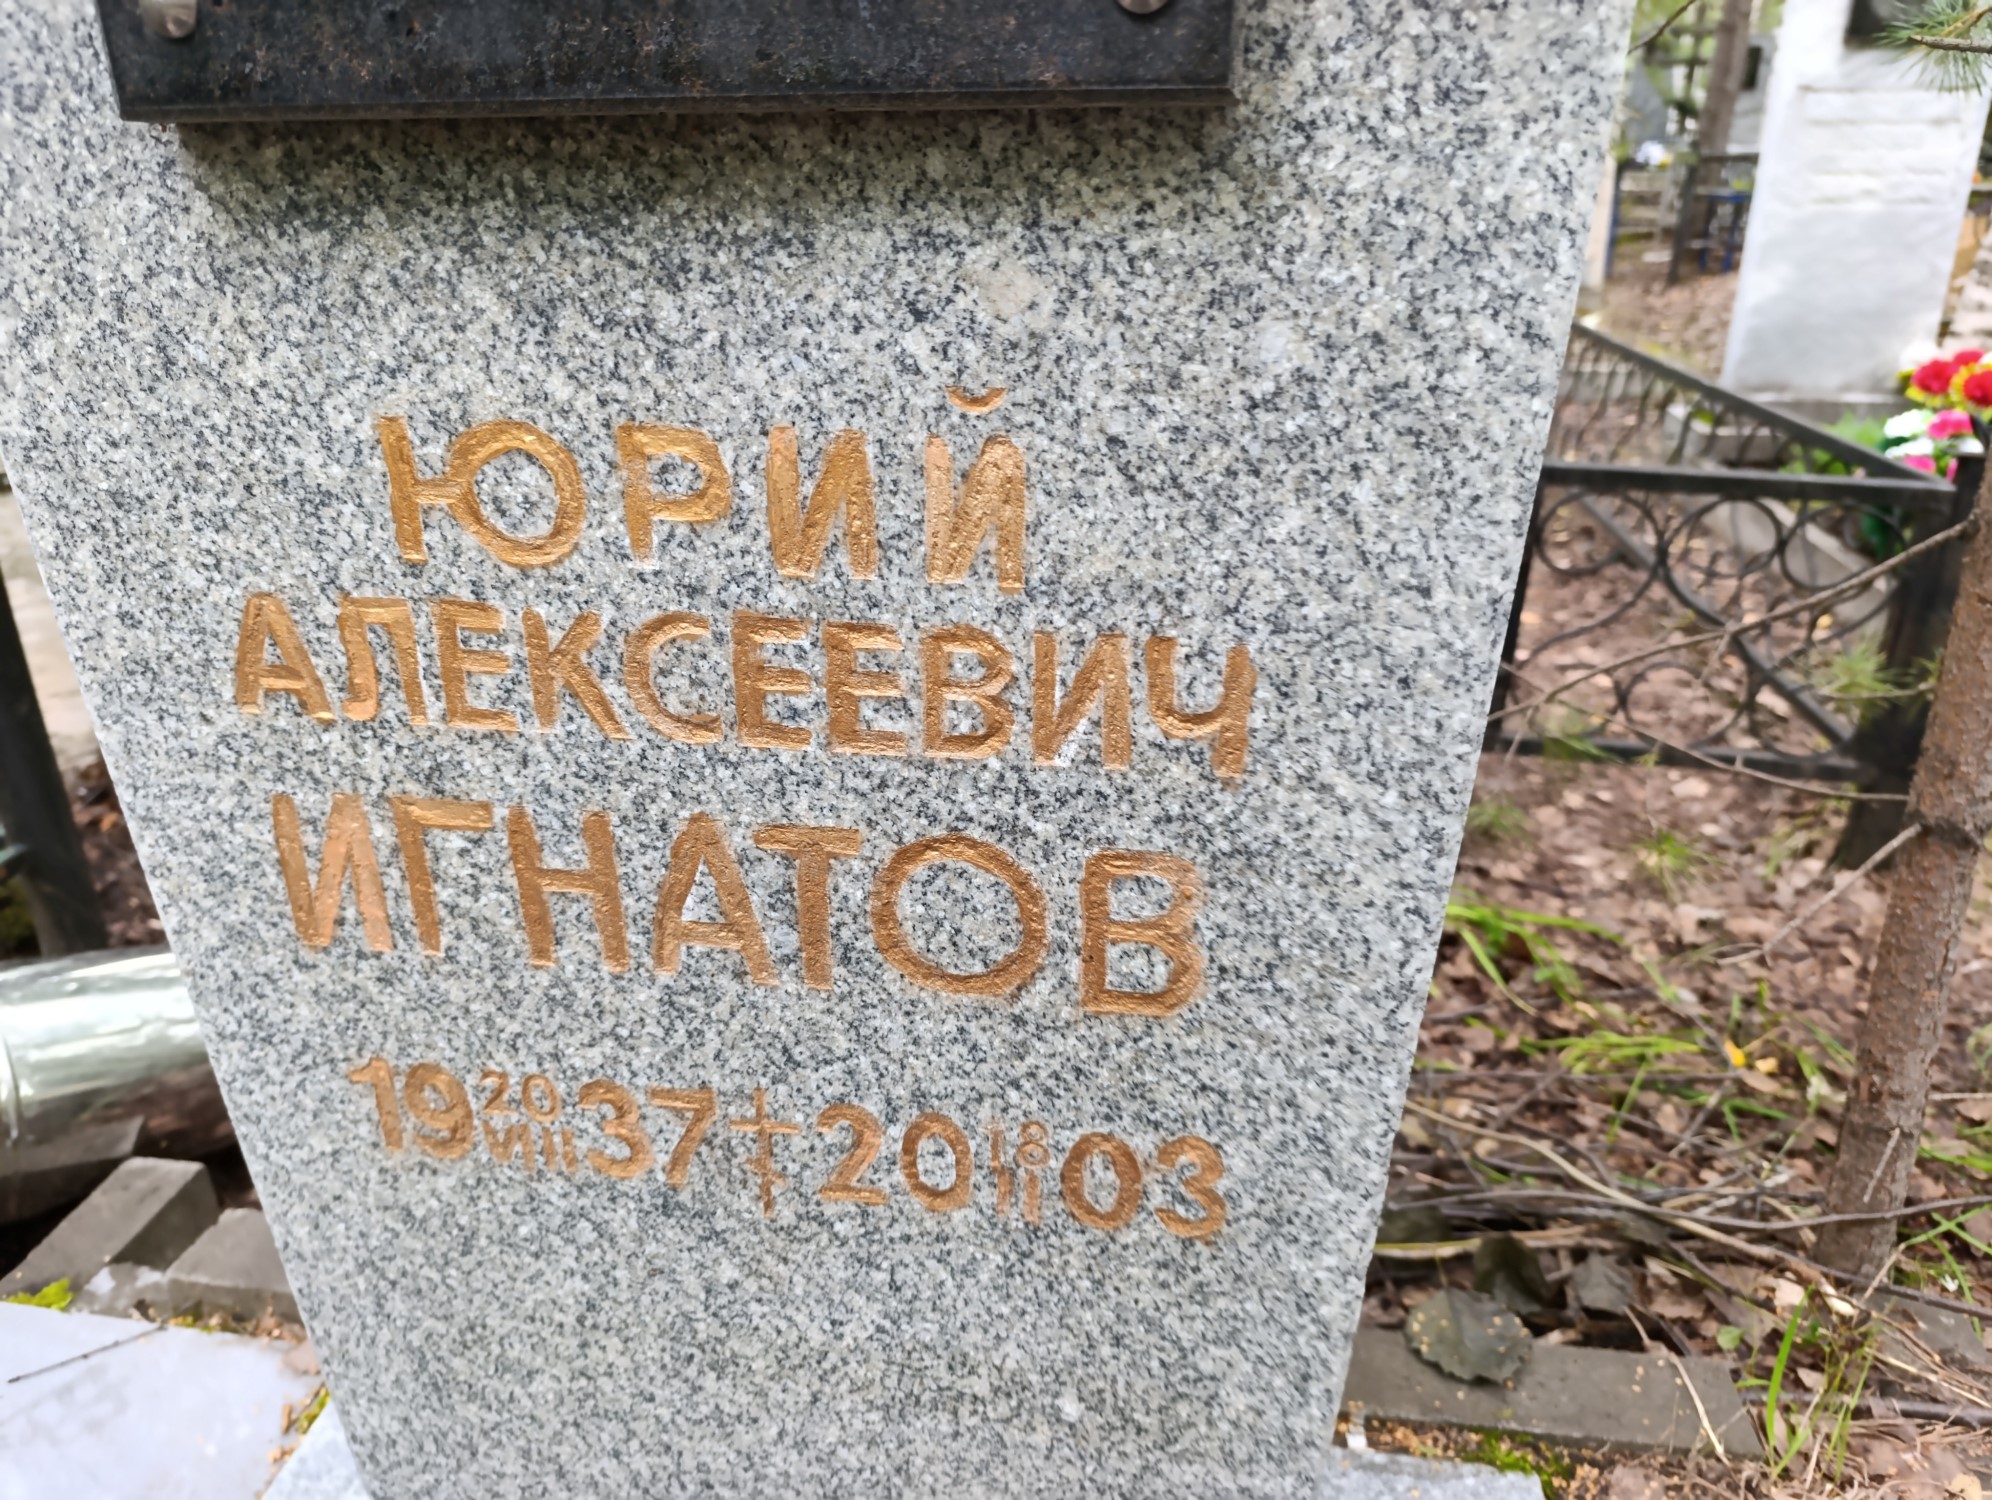 ЮРИЙ
АЛЕКСЕЕВИЧ
ИГНАТОВ
19 20 VIII 37 † 20 18 II 03